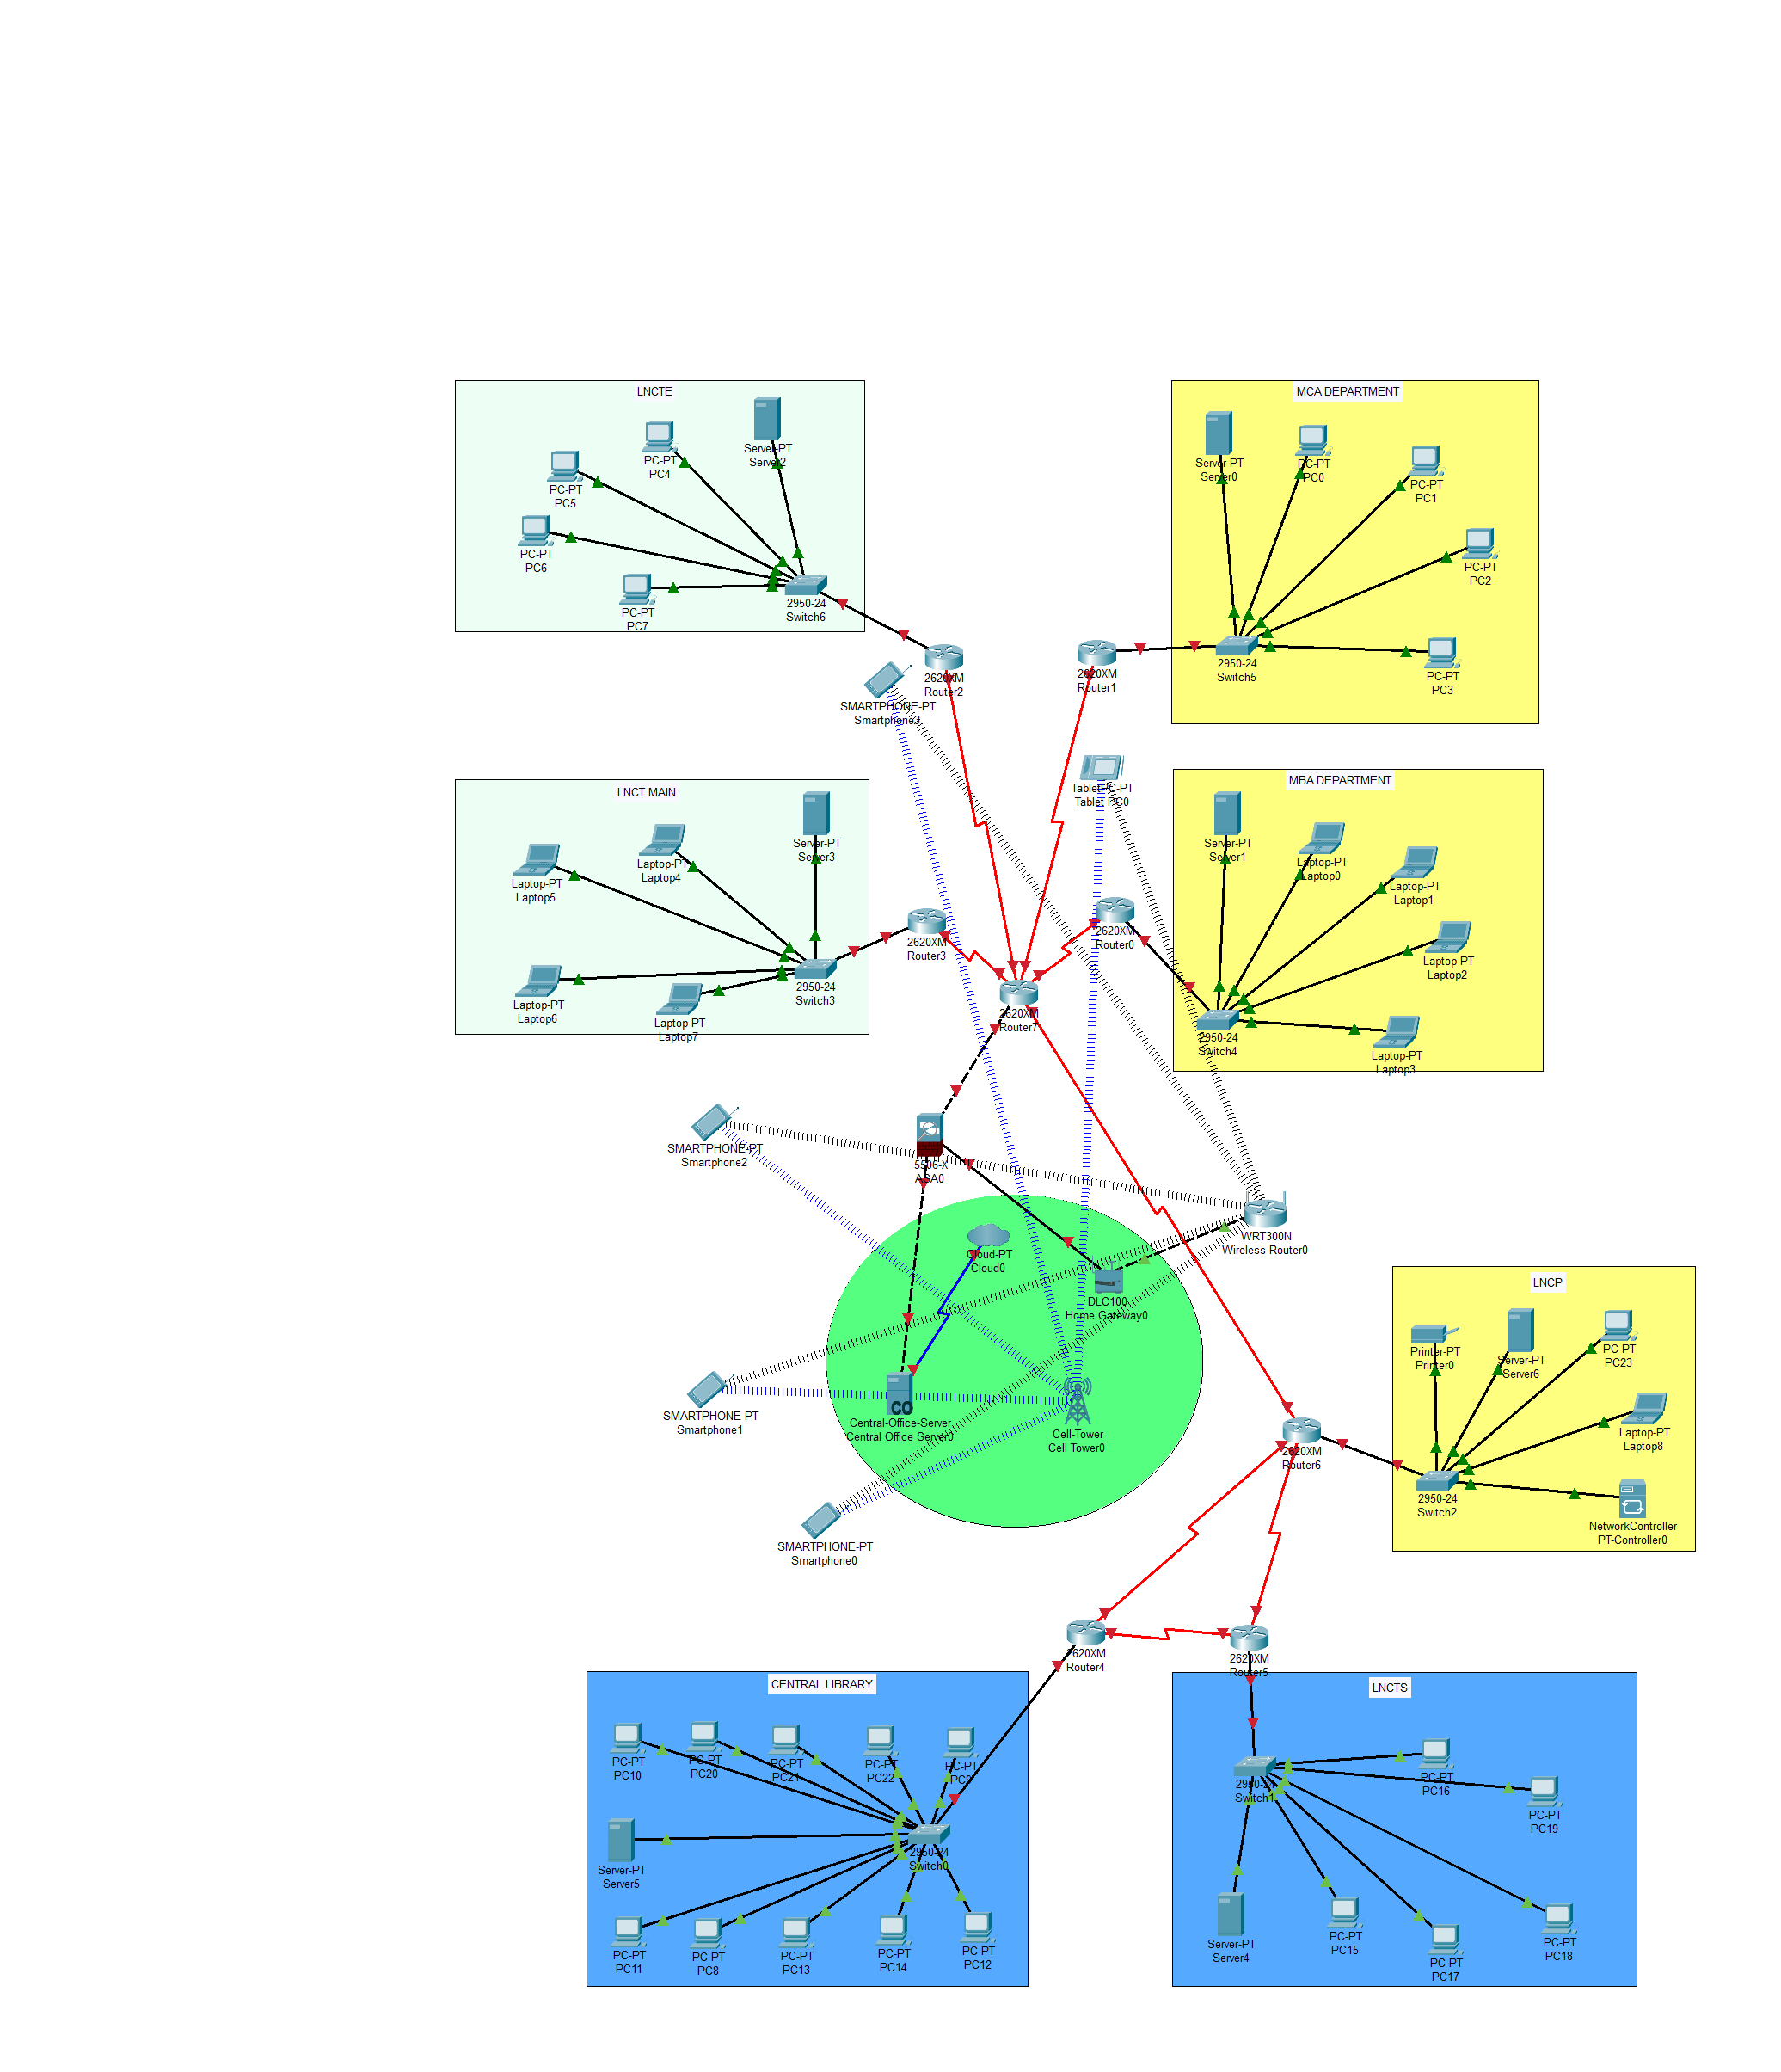 LNCTE
Server-PT
Server2
PC-PT
PC4
PC-PT
PC5
PC-PT
PC6
PC-PT
PC7
2950-24
Switch6
MCA DEPARTMENT
Server-PT
Server0
PC-PT
PC0
PC-PT
PC1
PC-PT
PC2
PC-PT
PC3
2950-24
Switch5
2620XM
Router2
2620XM
Router1
SMARTPHONE-PT
TabletPC-PT
Tablet PC0
LNCT MAIN
Server-PT
Server3
Laptop-PT
Laptop4
Laptop-PT
Laptop5
Laptop-PT
Laptop6
Laptop-PT
Laptop7
2950-24
Switch3
MBA DEPARTMENT
Server-PT
Server1
Laptop-PT
Laptop0
Laptop-PT
Laptop1
Laptop-PT
Laptop2
Laptop-PT
Laptop3
2950-24
Switch4
2620XM
Router3
2620XM
Router0
2620XM
Router7
SMARTPHONE-PT
Smartphone2
5506-X
ASA0
WRT300N
Wireless Router0
Cloud-PT
Cloud0
DLC100
Home Gateway0
CO
Central-Office-Server
Central Office Server0
Cell-Tower
Cell Tower0
SMARTPHONE-PT
Smartphone1
SMARTPHONE-PT
Smartphone0
LNCP
Printer-PT
Printer0
Server-PT
Server6
PC-PT
PC23
Laptop-PT
Laptop8
2950-24
Switch2
NetworkController
PT-Controller0
2620XM
Router6
2620XM
Router4
2620XM
Router5
CENTRAL LIBRARY
PC-PT
PC10
PC-PT
PC20
PC-PT
PC21
PC-PT
PC22
PC-PT
PC9
Server-PT
Server5
2950-24
Switch0
PC-PT
PC11
PC-PT
PC8
PC-PT
PC13
PC-PT
PC14
PC-PT
PC12
LNCTS
2950-24
Switch1
PC-PT
PC16
PC-PT
PC19
Server-PT
Server4
PC-PT
PC15
PC-PT
PC17
PC-PT
PC18